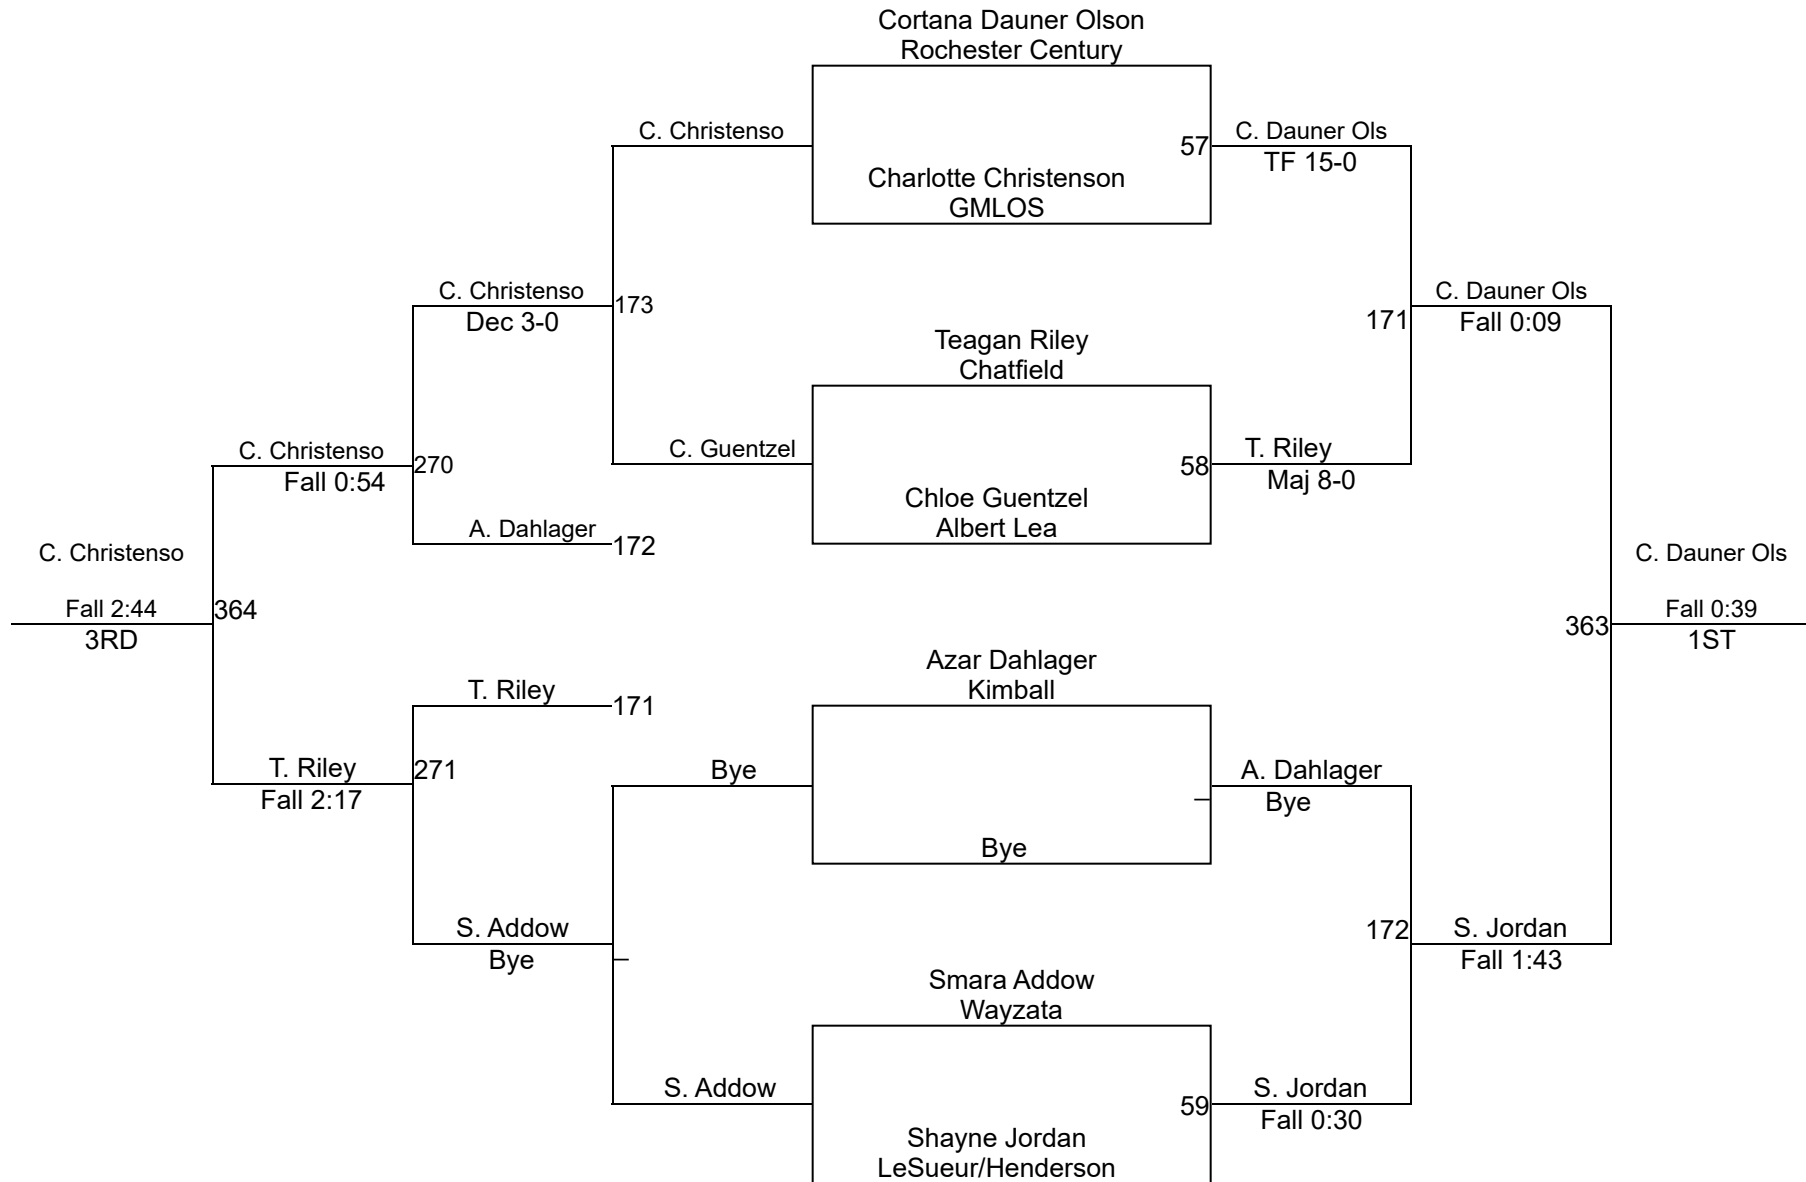 Cortana Dauner Olson
Rochester Century
C. Christenso
57
C. Dauner Ols
TF 15-0
Charlotte Christenson
GMLOS
C. Christenso
Dec 3-0
173
C. Dauner Ols
Fall 0:09
171
Teagan Riley
Chatfield
C. Christenso
Fall 0:54
270
C. Guentzel
58
T. Riley
Maj 8-0
Chloe Guentzel
Albert Lea
A. Dahlager
172
C. Christenso
Fall 2:44
3RD
364
C. Dauner Ols
363
Fall 0:39
1ST
Azar Dahlager
Kimball
T. Riley
171
T. Riley
Fall 2:17
271
Bye
A. Dahlager
Bye
Bye
S. Addow
Bye
172
S. Jordan
Fall 1:43
Smara Addow
Wayzata
S. Addow
59
S. Jordan
Fall 0:30
Shayne Jordan
LeSueur/Henderson